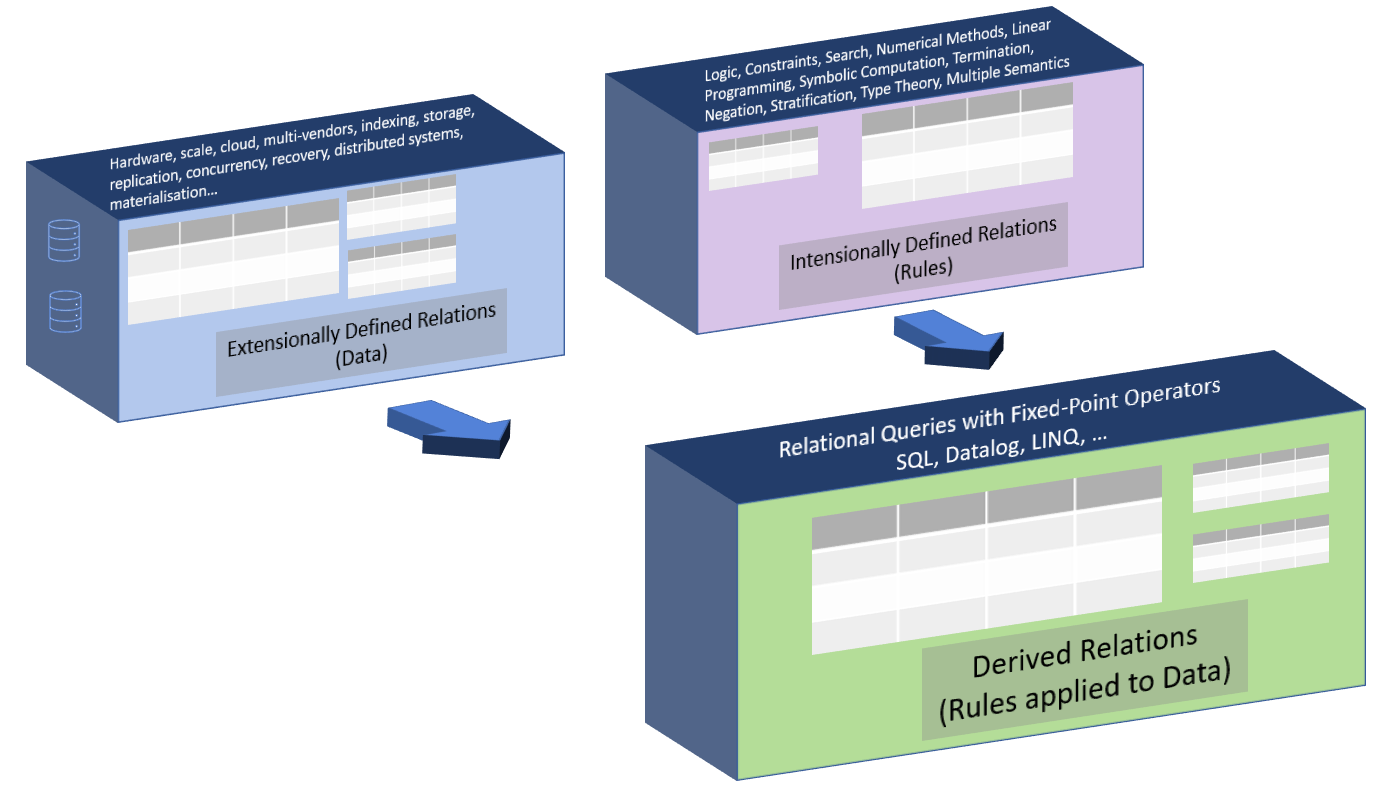 Hardware, scale, cloud, multi-vendors, indexing, storage,
replication, concurrency, recovery, distributed systems,
materialisation...
Extensionally Defined Relations
(Data)
Logic, Constraints, Search, Numerical Methods, Linear
Programming, Symbolic Computation, Termination,
Negation, Stratification, Type Theory, Multiple Semantics
Intensionally Defined Relations
(Rules)
Relational Queries with Fixed-Point Operators
SQL, Datalog, LINQ, ...
Derived Relations
(Rules applied to Data)